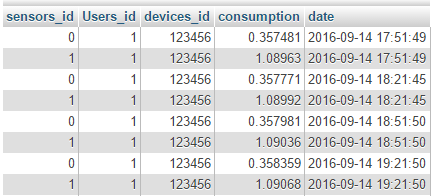 sensors_id Users_id devices_id consumption date
0 1 123456 0.357481 2016-09-14 17:51:49
1 1 123456 1.08963 2016-09-14 17:51:49
0 1 123456 0.357771 2016-09-14 18:21:45
1 1 123456 1.08992 2016-09-14 18:21:45
0 1 123456 0.357981 2016-09-14 18:51:50
1 1 123456 1.09036 2016-09-14 18:51:50
0 1 123456 0.358359 2016-09-14 19:21:50
1 1 123456 1.09068 2016-09-14 19:21:50